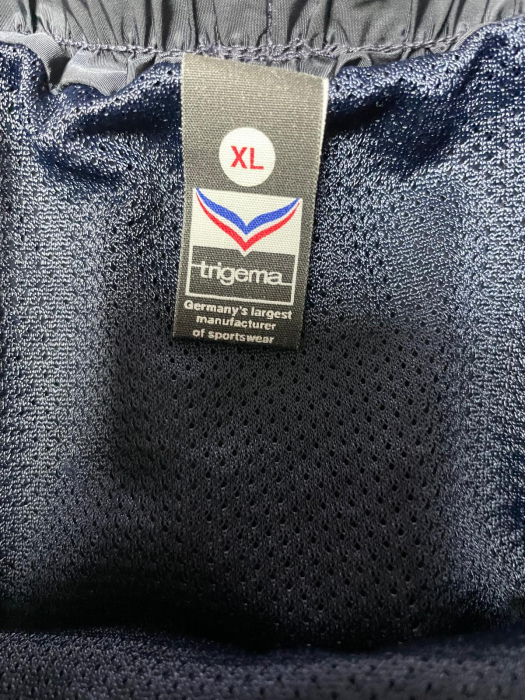 XL
trigema
Germany's largest
manufacturer
of sportswear